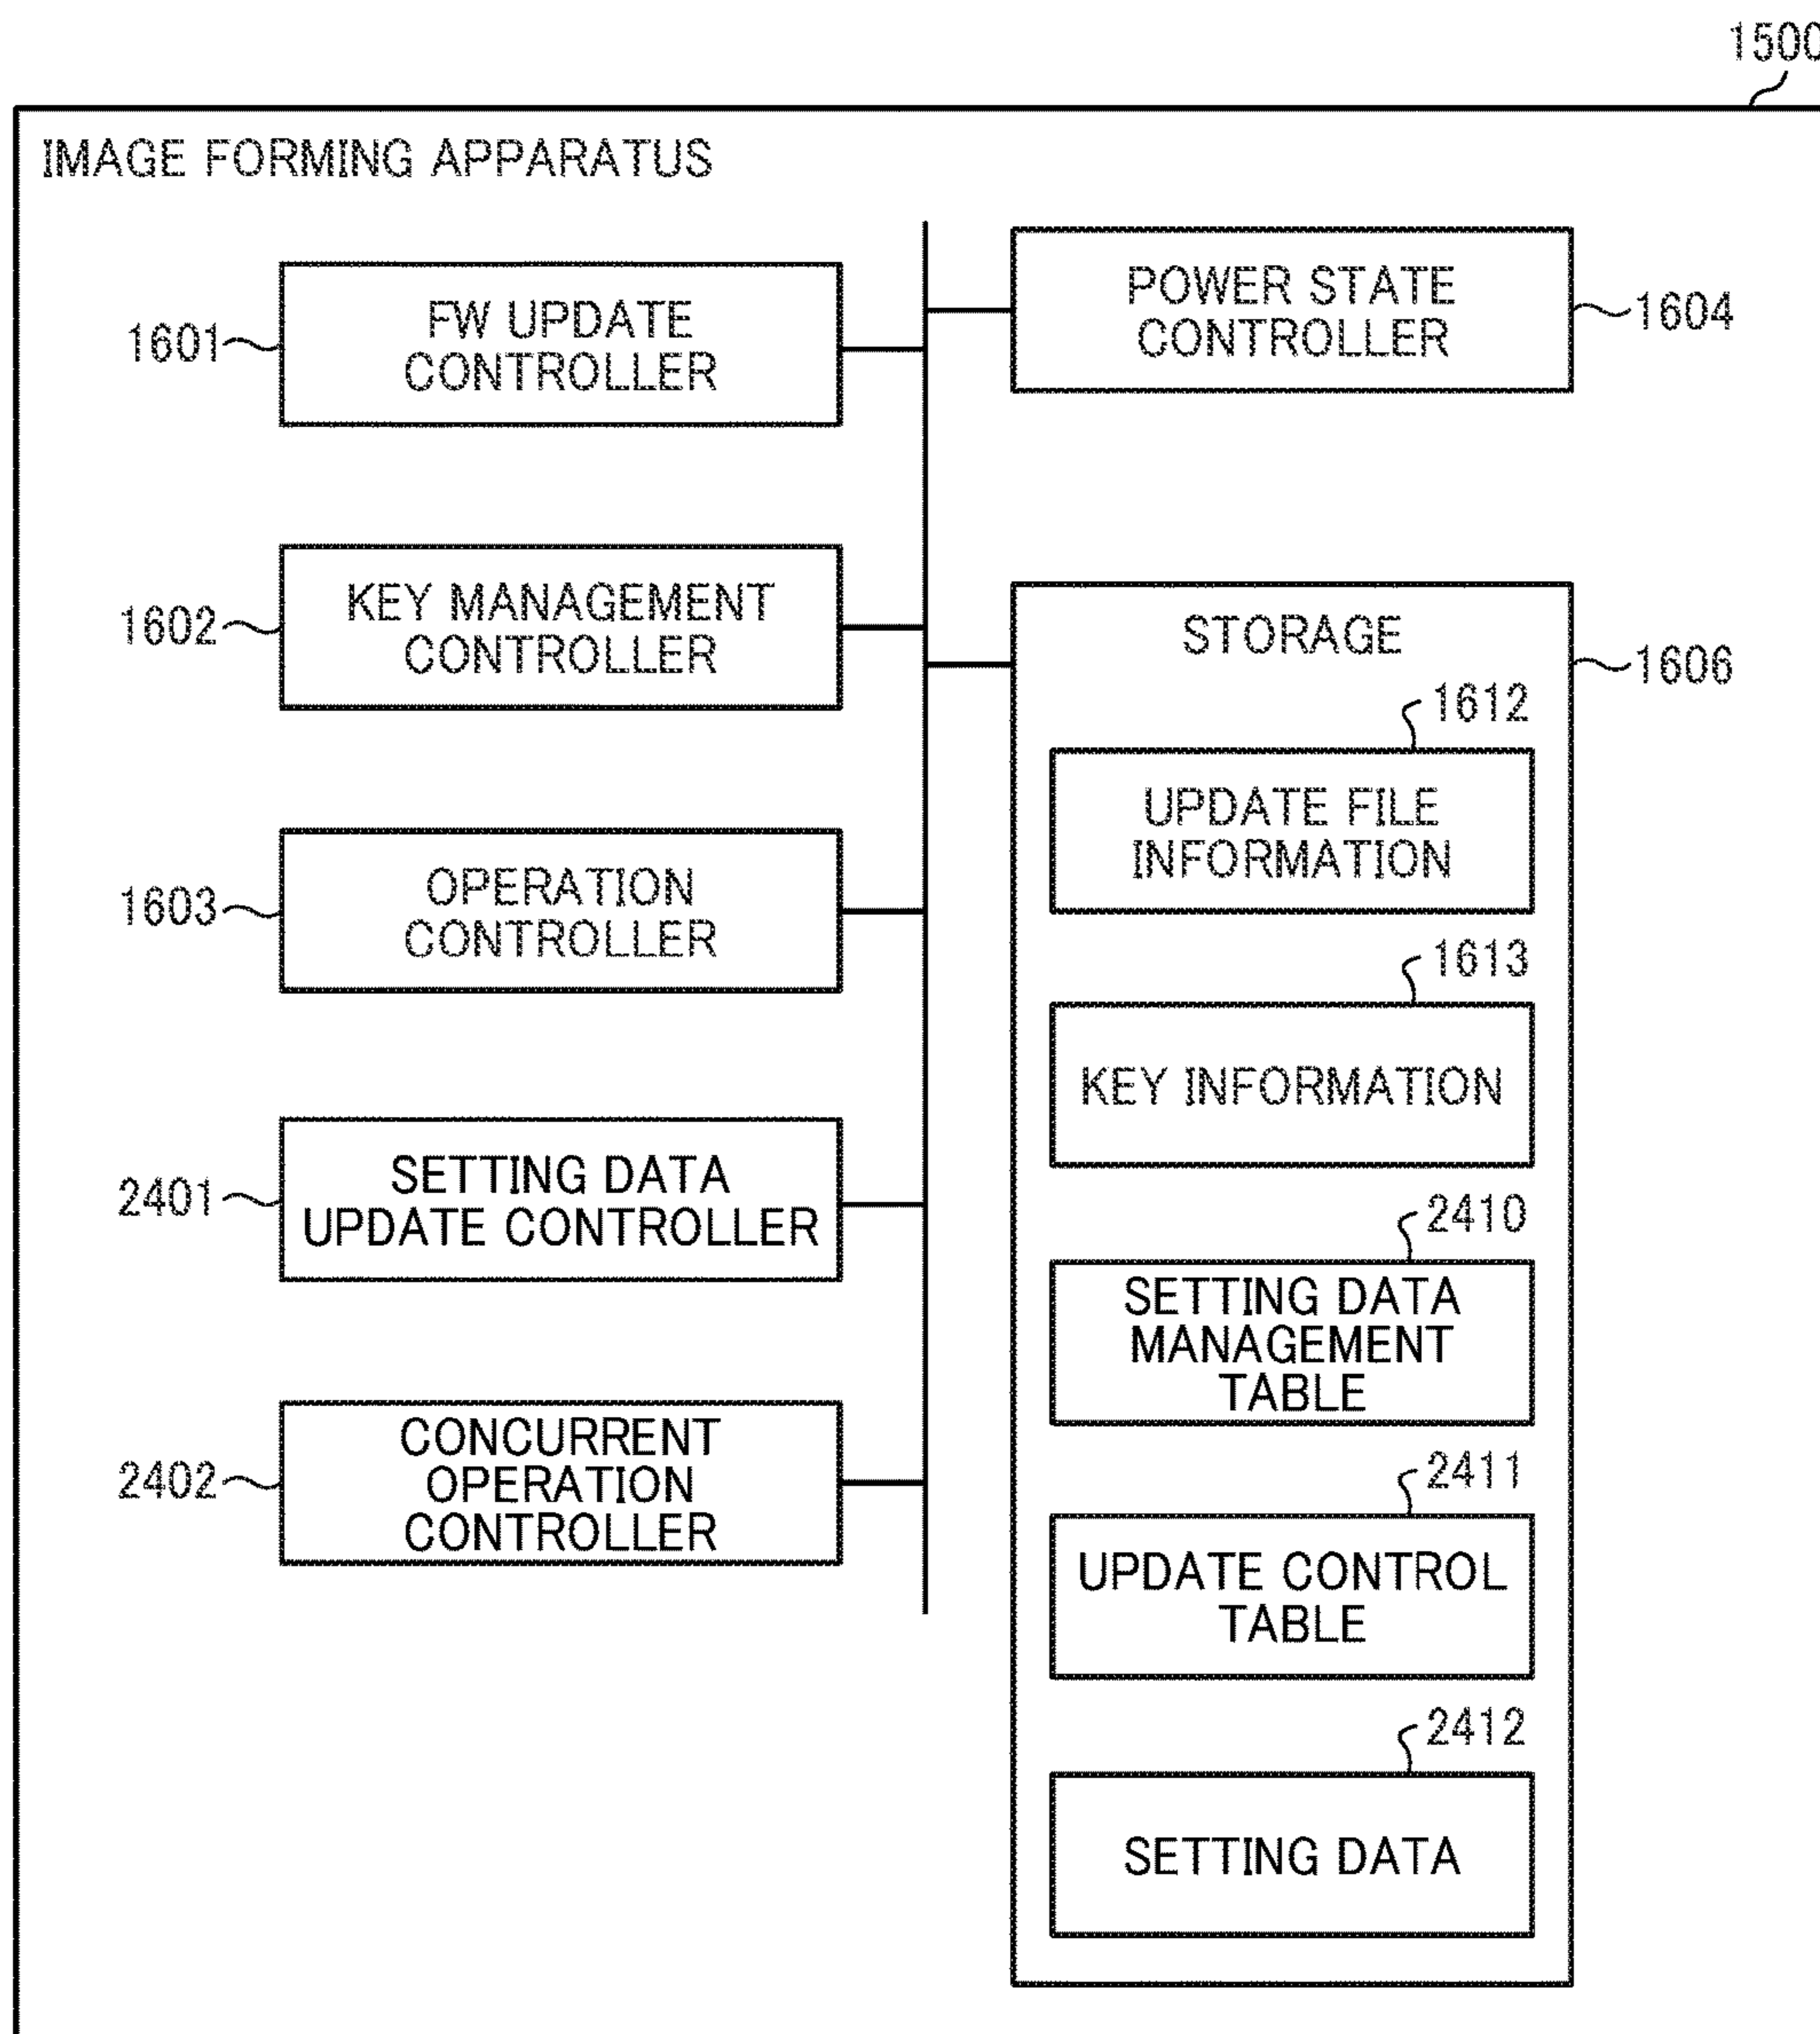 1500
IMAGE FORMING APPARATUS
1601
FW UPDATE
CONTROLLER
POWER STATE
CONTROLLER
1604
1602
KEY MANAGEMENT
CONTROLLER
STORAGE
1606
1612
UPDATE FILE
INFORMATION
1603
OPERATION
CONTROLLER
1613
KEY INFORMATION
2401
SETTING DATA
UPDATE CONTROLLER
2410
SETTING DATA
MANAGEMENT
TABLE
2402
CONCURRENT
OPERATION
CONTROLLER
2411
UPDATE CONTROL
TABLE
2412
SETTING DATA